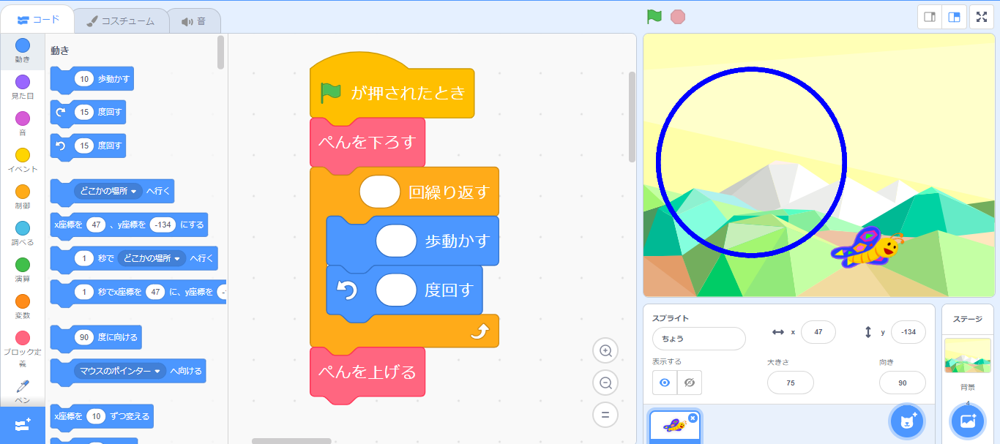 コード
コスチューム
音
動き
見た目
音
イベント
制御
調べる
演算
変数
ブロック定
義
ペン
動き
10 歩動かす
15 度回す
15 度回す
どこかの場所 へ行く
x座標を 47 、y座標を -134 にする
1 秒で どこかの場所 へ行く
1 秒でx座標を 47 に、y座標を
90 度に向ける
マウスのポインター へ向ける
x座標を 10 ずつ変える
が押されたとき
ぺんを下ろす
回繰り返す
歩動かす
度回す
ぺんを上げる
スプライト
ちょう
x 47
y -134
表示する
大きさ
75
向き
90
ステージ
背景
4